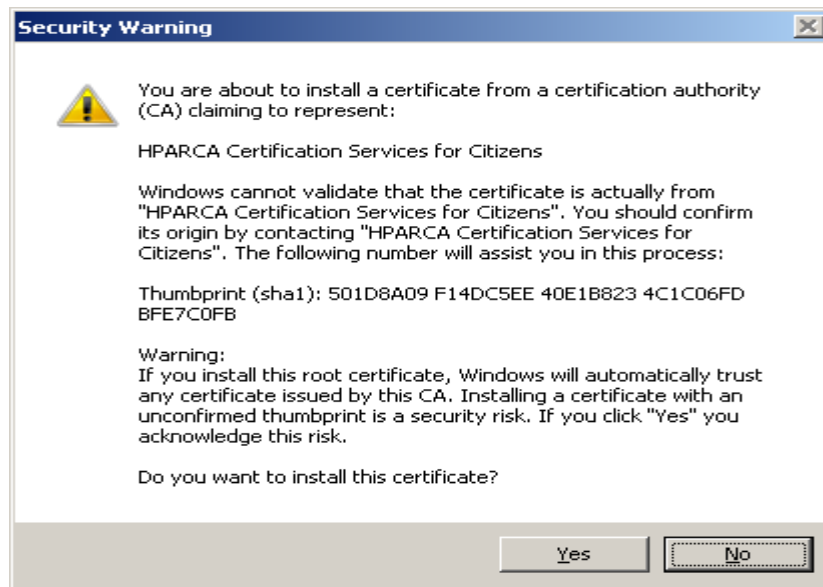 Security Warning
You are about to install a certificate from a certification authority
(CA) claiming to represent:
HPARCA Certification Services for Citizens
Windows cannot validate that the certificate is actually from
"HPARCA Certification Services for Citizens". You should confirm
its origin by contacting "HPARCA Certification Services for
Citizens". The following number will assist you in this process:
Thumbprint (sha1): 501D8A09 F14DC5EE 40E1B823 4C1C06FD
BFE7C0FB
Warning:
If you install this root certificate, Windows will automatically trust
any certificate issued by this CA. Installing a certificate with an
unconfirmed thumbprint is a security risk. If you click "Yes" you
acknowledge this risk.
Do you want to install this certificate?
Yes
No